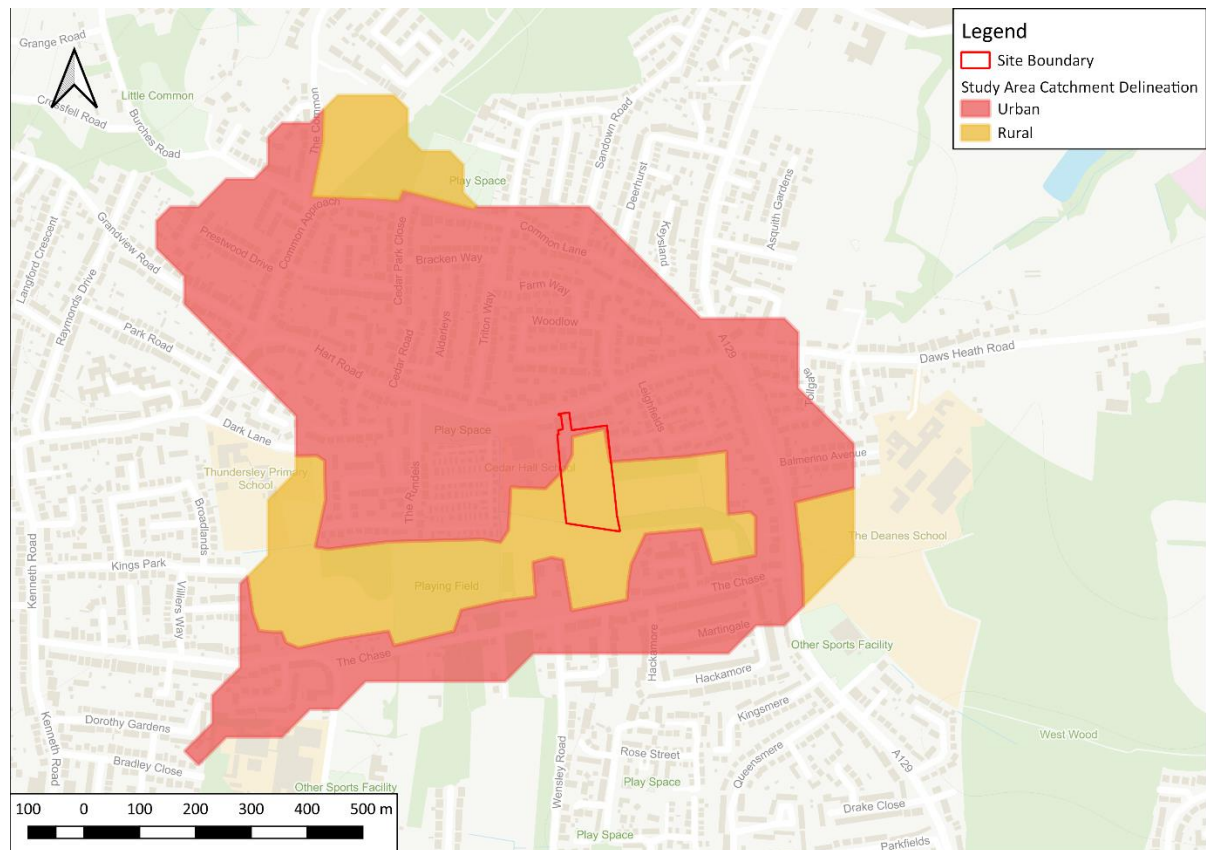 Legend
Site Boundary
Study Area Catchment Delineation
Urban
Rural
Grange Road
Little Common
Crossfell Road
Burches Road
The Common
Sandown Road
Play Space
Deerhurst
Keysland
Asquith Gardens
Langford Crescent
Grandview Road
Raymonds Drive
Prestwood Drive
Common Approach
Cedar Park Close
Common Lane
Bracken Way
Farm Way
Woodlow
Triton Way
Alderleys
Cedar Road
Hart Road
Park Road
A129
Daws Heath Road
Tollgate
Leighfields
Dark Lane
Play Space
Thundersley Primary
School
Cedar Hall School
Balmerino Avenue
The Rundels
Broadlands
Kenneth Road
Kings Park
The Deanes School
Villiers Way
Playing Field
The Chase
Martingale
Other Sports Facility
The Chase
Hackamore
Hackamore
Kingsmere
Dorothy Gardens
Kenneth Road
Bradley Close
Rose Street
Queensmere
West Wood
Wensley Road
Play Space
A129
Other Sports Facility
Drake Close
Play Space
Parkfields
100 0 100 200 300 400 500 m